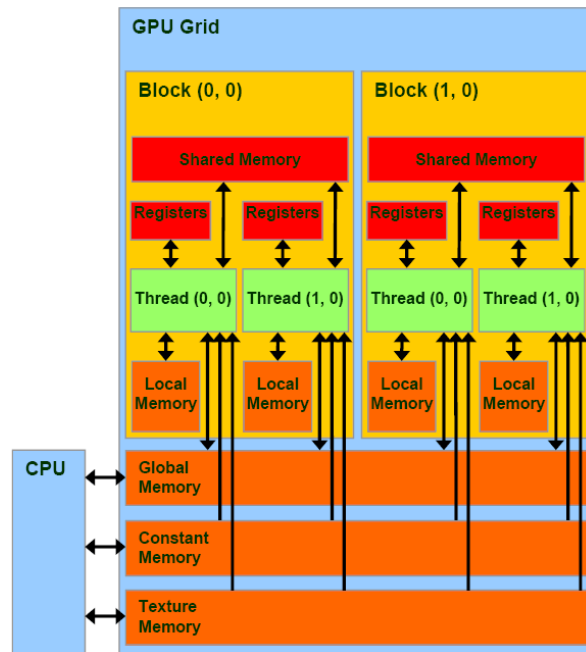 GPU Grid
Block (0, 0)
Shared Memory
Registers
Registers
Thread (0, 0)
Thread (1, 0)
Local
Memory
Local
Memory
Block (1, 0)
Shared Memory
Registers
Registers
Thread (0, 0)
Thread (1, 0)
Local
Memory
Local
Memory
CPU
Global
Memory
Constant
Memory
Texture
Memory